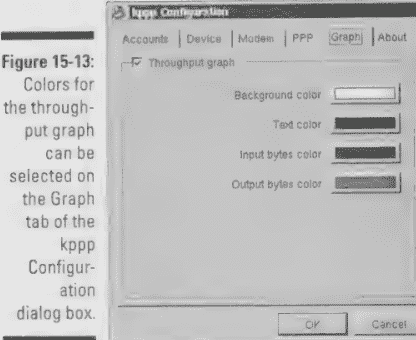 kppp Configuration
Accounts Device Modem PPP Graph About
Throughput graph
Background color
Text color
Input bytes color
Output bytes color
OK Cancel
Figure 15-13:
Colors for
the through-
put graph
can be
selected on
the Graph
tab of the
kppp
Configur-
ation
dialog box.